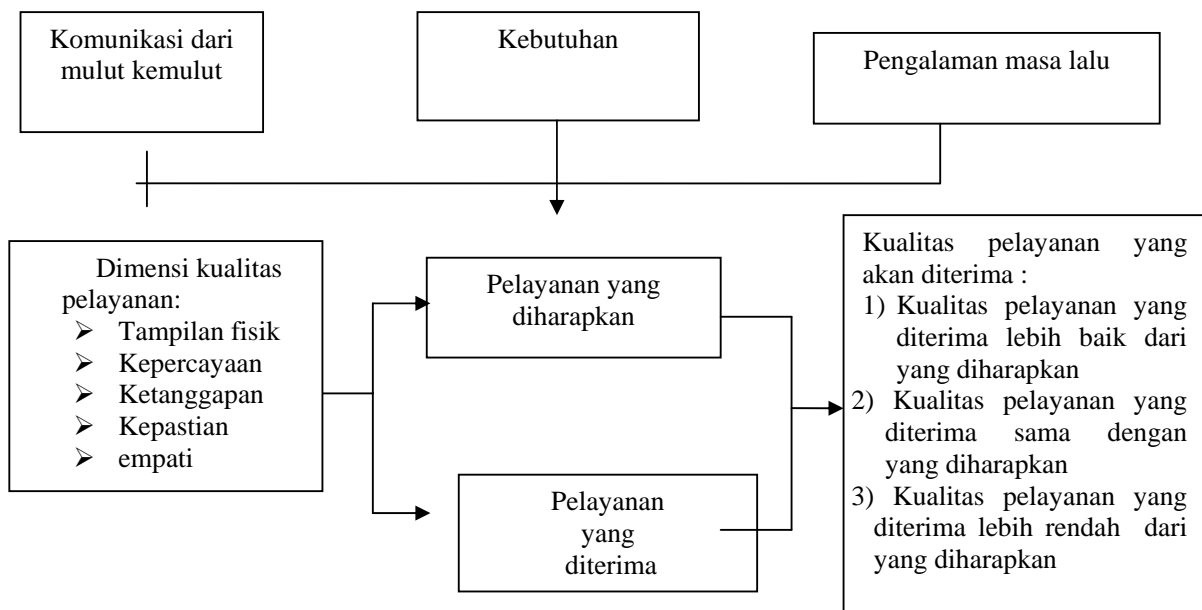 Komunikasi dari
mulut kemulut
Kebutuhan
Pengalaman masa lalu
Dimensi kualitas
pelayanan:
➢ Tampilan fisik
➢ Kepercayaan
➢ Ketanggapan
➢ Kepastian
➢ empati
Pelayanan yang
diharapkan
Pelayanan
yang
diterima
Kualitas pelayanan yang
akan diterima :
1) Kualitas pelayanan yang
diterima lebih baik dari
yang diharapkan
2) Kualitas pelayanan yang
diterima sama dengan
yang diharapkan
3) Kualitas pelayanan yang
diterima lebih rendah dari
yang diharapkan